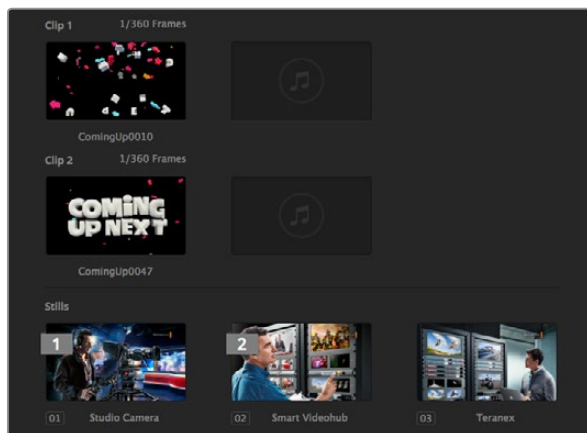 Clip 1 1/360 Frames
ComingUp0010
Clip 2 1/360 Frames
COMING
UP NEXT
ComingUp0047
Stills
1 2
01 Studio Camera 02 Smart Videohub 03 Teranex